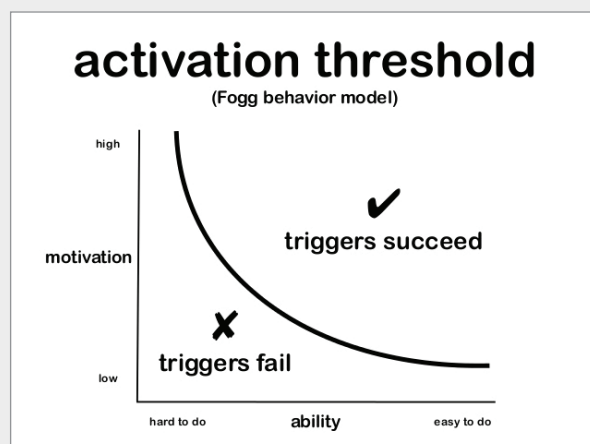 activation threshold
(Fogg behavior model)
high
✔
triggers succeed
motivation
✘
triggers fail
low
hard to do ability easy to do